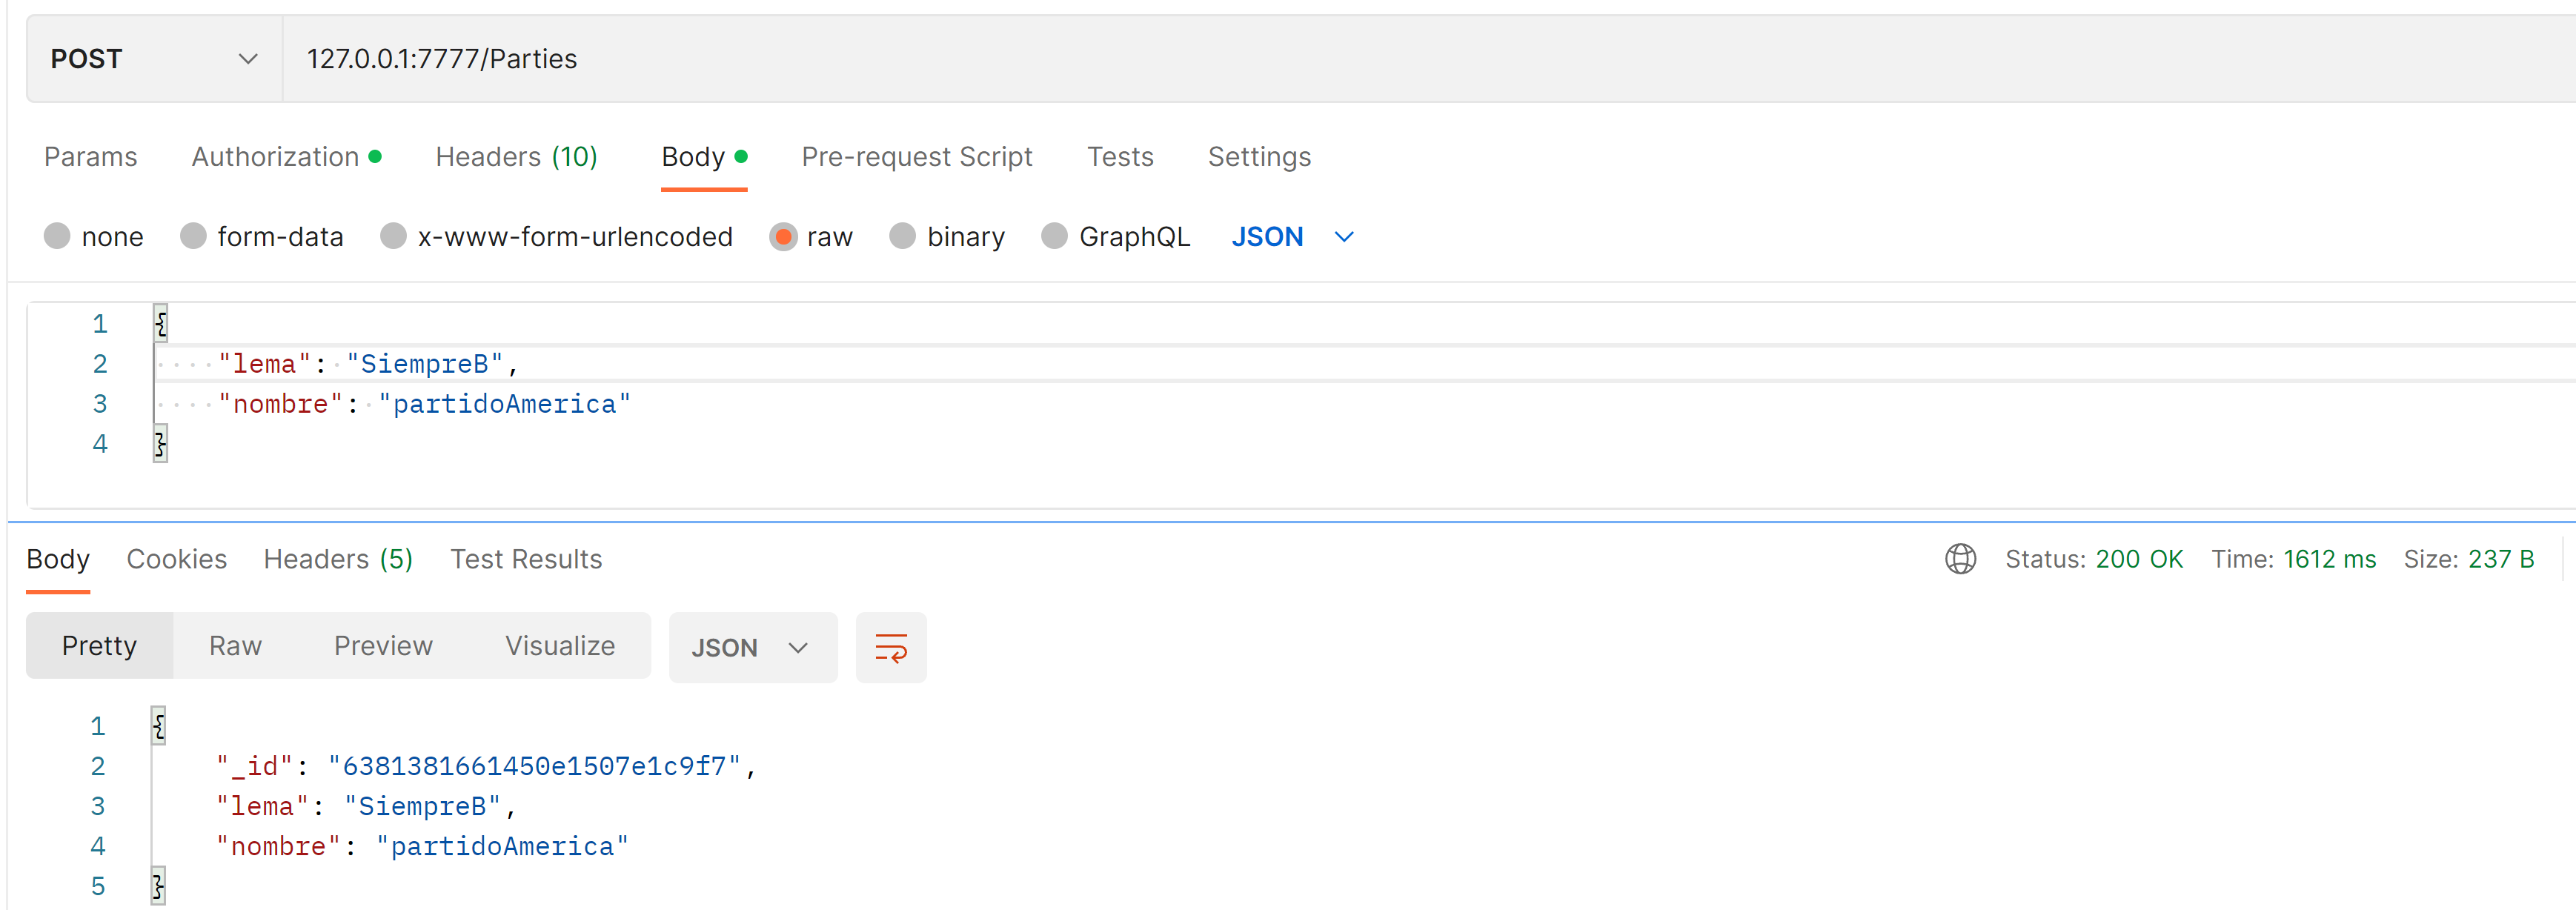 POST 127.0.0.1:7777/Parties
Params Authorization Headers (10) Body Pre-request Script Tests Settings
none form-data x-www-form-urlencoded raw binary GraphQL JSON
1 {
2 "lema": "SiempreB",
3 "nombre": "partidoAmerica"
4 }
Body Cookies Headers (5) Test Results Status: 200 OK Time: 1612 ms Size: 237 B
Pretty Raw Preview Visualize JSON
1 {
2 "_id": "6381381661450e1507e1c9f7",
3 "lema": "SiempreB",
4 "nombre": "partidoAmerica"
5 }